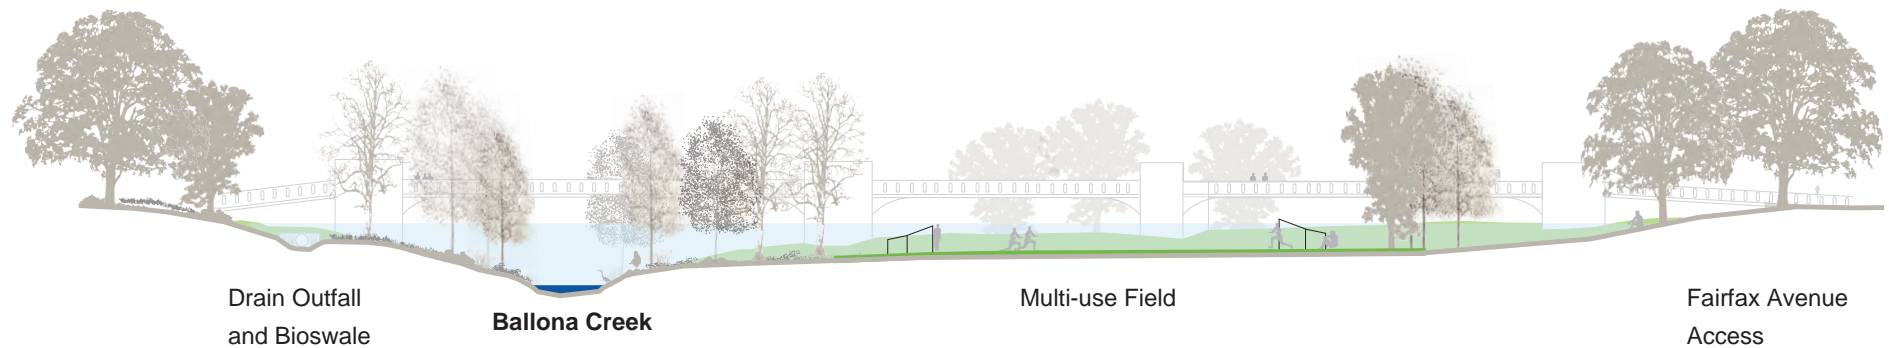 Drain Outfall
and Bioswale
Ballona Creek
Multi-use Field
Fairfax Avenue
Access